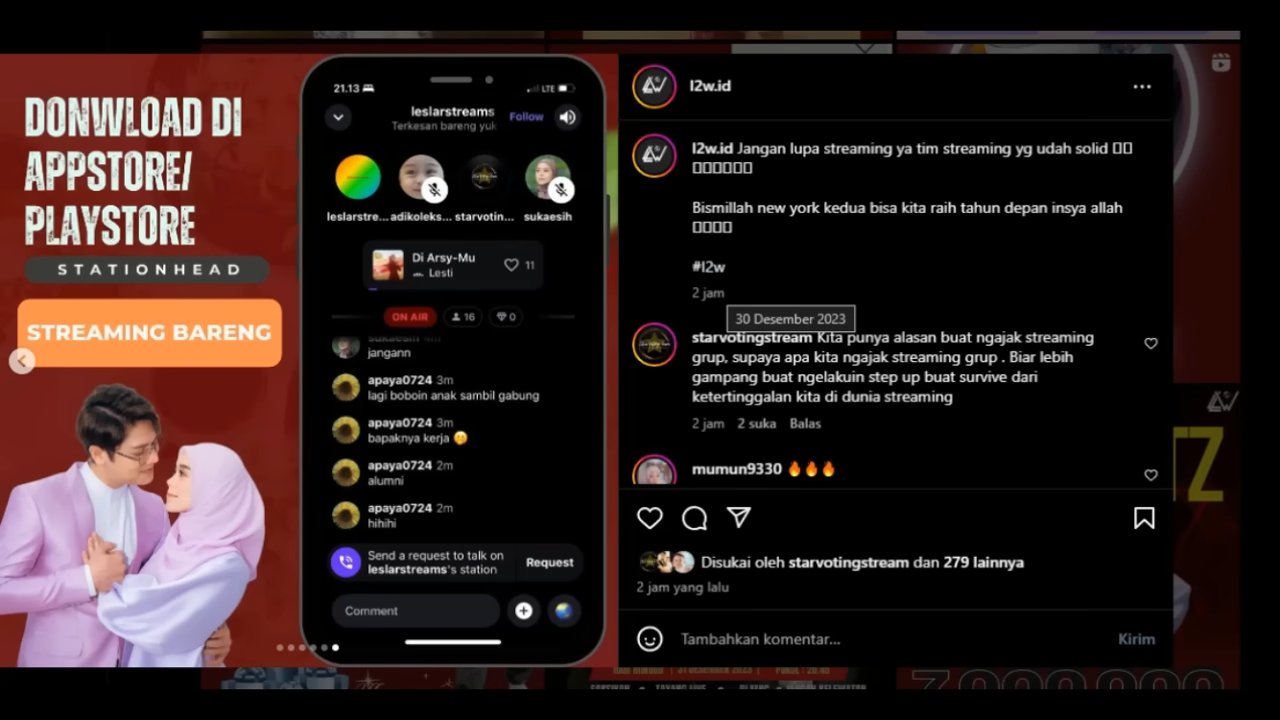 DONWLOAD DI
APPSTORE/
PLAYSTORE
STATIONHEAD
STREAMING BARENG
21.13
LTE
leslarstreams
Terkesan bareng yuk
Follow
leslarstre... adikoleks... starvotin... sukaesih
Di Arsy-Mu
Lesti
11
ON AIR
16
0
sukaesih 4m
jangann
apaya0724 3m
lagi boboin anak sambil gabung
apaya0724 3m
bapaknya kerja 🤭
apaya0724 2m
alumni
apaya0724 2m
hihihi
Send a request to talk on
leslarstreams's station
Request
Comment
l2w.id
l2w.id Jangan lupa streaming ya tim streaming yg udah solid ▯▯
▯▯▯▯▯▯
Bismillah new york kedua bisa kita raih tahun depan insya allah
▯▯▯▯
#l2w
2 jam
30 Desember 2023
starvotingstream Kita punya alasan buat ngajak streaming
grup, supaya apa kita ngajak streaming grup . Biar lebih
gampang buat ngelakuin step up buat survive dari
ketertinggalan kita di dunia streaming
2 jam 2 suka Balas
mumun9330 🔥🔥🔥
Disukai oleh starvotingstream dan 279 lainnya
2 jam yang lalu
Tambahkan komentar...
Kirim
TZ
7.000.000